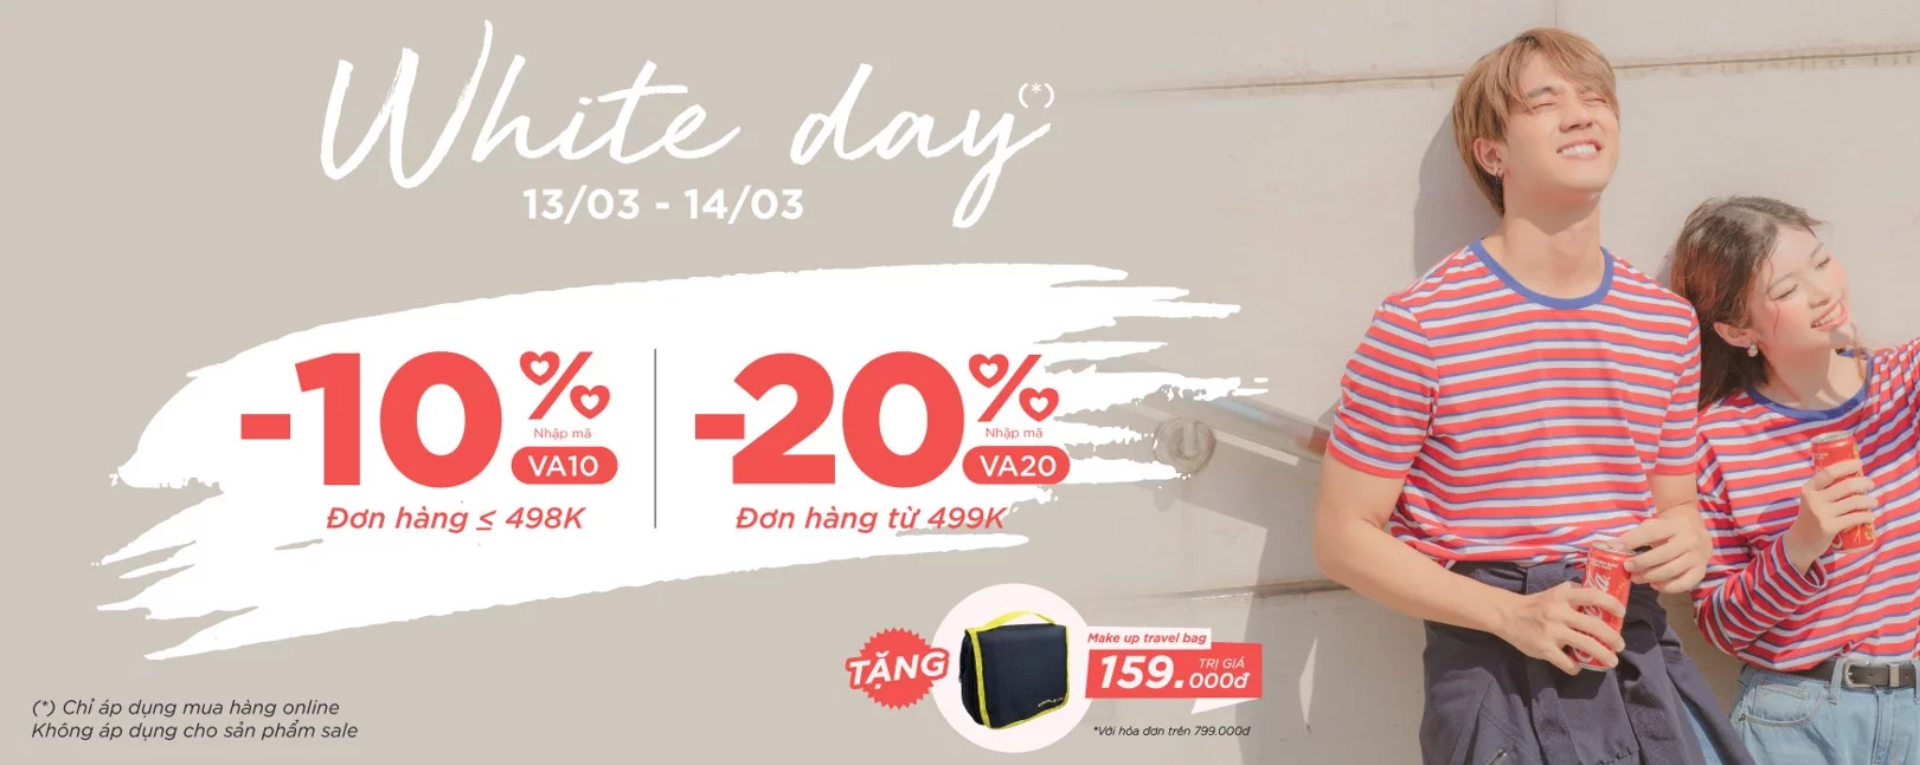 White day(*)
13/03 - 14/03
-10%
Nhập mã
VA10
Đơn hàng ≤ 498K
-20%
Nhập mã
VA20
Đơn hàng từ 499K
TẶNG
Make up travel bag
159.000đ
TRỊ GIÁ
*Với hóa đơn trên 799.000đ
(*) Chỉ áp dụng mua hàng online
Không áp dụng cho sản phẩm sale